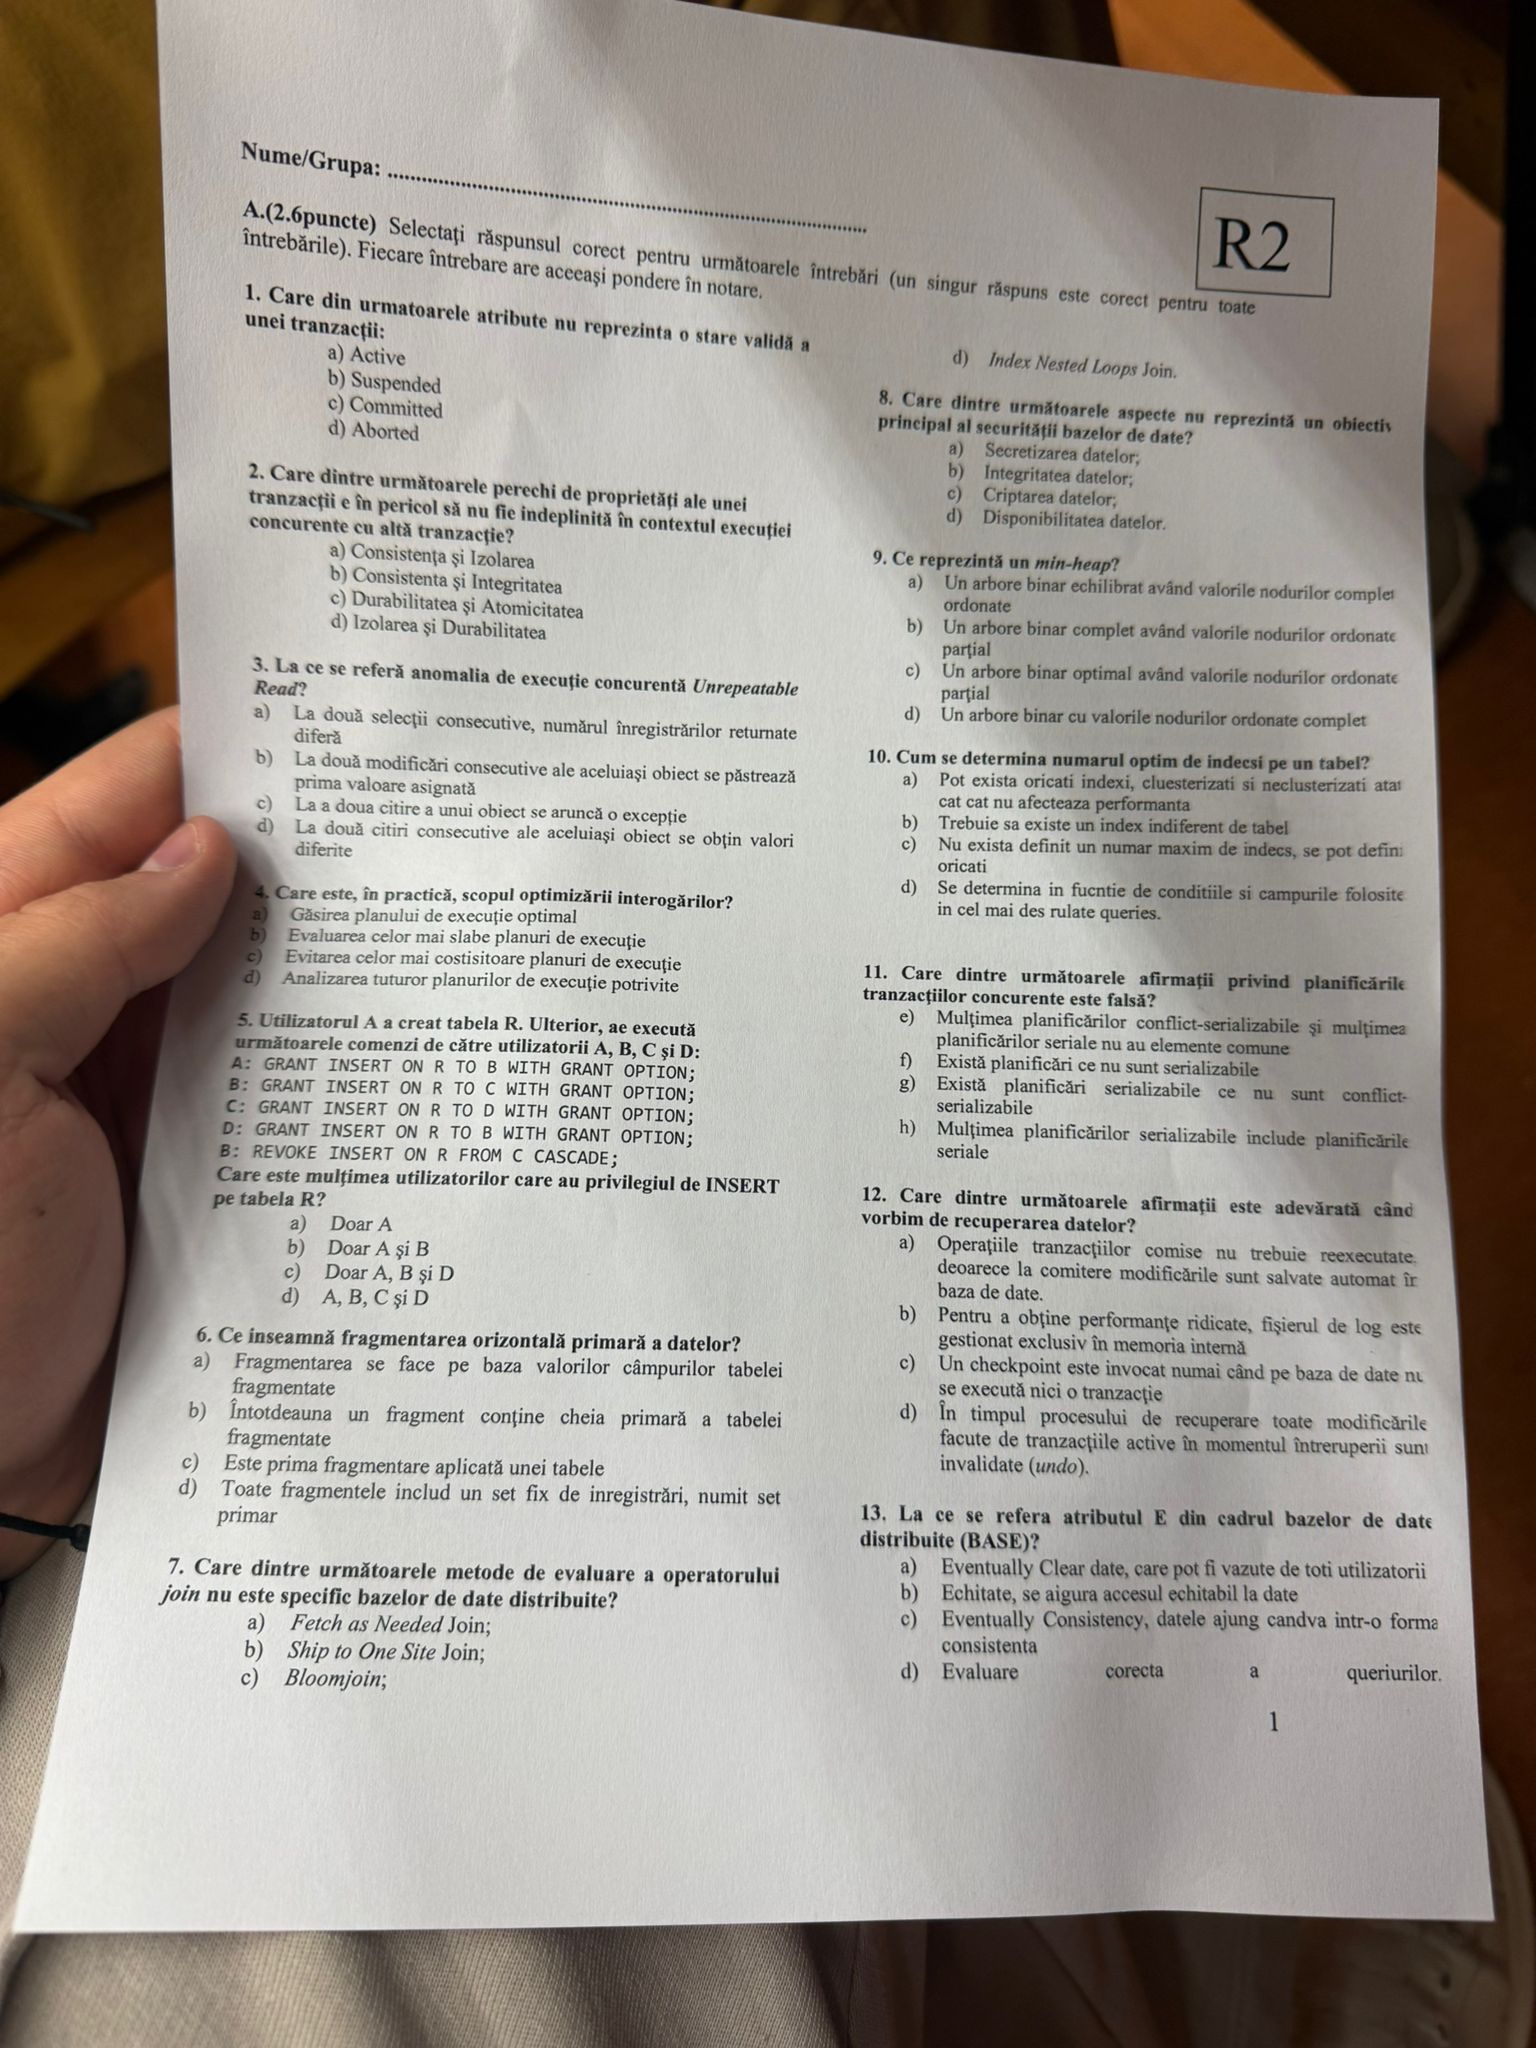 Nume/Grupa: ........................................................................
R2
A.(2.6puncte) Selectați răspunsul corect pentru următoarele întrebări (un singur răspuns este corect pentru toate
întrebările). Fiecare întrebare are aceeași pondere în notare.
1. Care din urmatoarele atribute nu reprezinta o stare validă a
unei tranzacții:
a) Active
b) Suspended
c) Committed
d) Aborted
2. Care dintre următoarele perechi de proprietăți ale unei
tranzacții e în pericol să nu fie indeplinită în contextul execuției
concurente cu altă tranzacție?
a) Consistența și Izolarea
b) Consistenta și Integritatea
c) Durabilitatea și Atomicitatea
d) Izolarea și Durabilitatea
3. La ce se referă anomalia de execuție concurentă Unrepeatable
Read?
a) La două selecții consecutive, numărul înregistrărilor returnate
diferă
b) La două modificări consecutive ale aceluiași obiect se păstrează
prima valoare asignată
c) La a doua citire a unui obiect se aruncă o excepție
d) La două citiri consecutive ale aceluiași obiect se obțin valori
diferite
4. Care este, în practică, scopul optimizării interogărilor?
a) Găsirea planului de execuție optimal
b) Evaluarea celor mai slabe planuri de execuție
c) Evitarea celor mai costisitoare planuri de execuție
d) Analizarea tuturor planurilor de execuție potrivite
5. Utilizatorul A a creat tabela R. Ulterior, ae execută
următoarele comenzi de către utilizatorii A, B, C și D:
A: GRANT INSERT ON R TO B WITH GRANT OPTION;
B: GRANT INSERT ON R TO C WITH GRANT OPTION;
C: GRANT INSERT ON R TO D WITH GRANT OPTION;
D: GRANT INSERT ON R TO B WITH GRANT OPTION;
B: REVOKE INSERT ON R FROM C CASCADE;
Care este mulțimea utilizatorilor care au privilegiul de INSERT
pe tabela R?
a) Doar A
b) Doar A și B
c) Doar A, B și D
d) A, B, C și D
6. Ce inseamnă fragmentarea orizontală primară a datelor?
a) Fragmentarea se face pe baza valorilor câmpurilor tabelei
fragmentate
b) Întotdeauna un fragment conține cheia primară a tabelei
fragmentate
c) Este prima fragmentare aplicată unei tabele
d) Toate fragmentele includ un set fix de inregistrări, numit set
primar
7. Care dintre următoarele metode de evaluare a operatorului
join nu este specific bazelor de date distribuite?
a) Fetch as Needed Join;
b) Ship to One Site Join;
c) Bloomjoin;
d) Index Nested Loops Join.
8. Care dintre următoarele aspecte nu reprezintă un obiectiv
principal al securității bazelor de date?
a) Secretizarea datelor;
b) Integritatea datelor;
c) Criptarea datelor;
d) Disponibilitatea datelor.
9. Ce reprezintă un min-heap?
a) Un arbore binar echilibrat având valorile nodurilor complet
ordonate
b) Un arbore binar complet având valorile nodurilor ordonate
parțial
c) Un arbore binar optimal având valorile nodurilor ordonate
parțial
d) Un arbore binar cu valorile nodurilor ordonate complet
10. Cum se determina numarul optim de indecsi pe un tabel?
a) Pot exista oricati indexi, cluesterizati si neclusterizati atat
cat cat nu afecteaza performanta
b) Trebuie sa existe un index indiferent de tabel
c) Nu exista definit un numar maxim de indecs, se pot defini
oricati
d) Se determina in fucntie de conditiile si campurile folosite
in cel mai des rulate queries.
11. Care dintre următoarele afirmații privind planificările
tranzacțiilor concurente este falsă?
e) Mulțimea planificărilor conflict-serializabile și mulțimea
planificărilor seriale nu au elemente comune
f) Există planificări ce nu sunt serializabile
g) Există planificări serializabile ce nu sunt conflict-
serializabile
h) Mulțimea planificărilor serializabile include planificările
seriale
12. Care dintre următoarele afirmații este adevărată când
vorbim de recuperarea datelor?
a) Operațiile tranzacțiilor comise nu trebuie reexecutate.
deoarece la comitere modificările sunt salvate automat în
baza de date.
b) Pentru a obține performanțe ridicate, fișierul de log este
gestionat exclusiv în memoria internă
c) Un checkpoint este invocat numai când pe baza de date nu
se execută nici o tranzacție
d) În timpul procesului de recuperare toate modificările
facute de tranzacțiile active în momentul întreruperii sunt
invalidate (undo).
13. La ce se refera atributul E din cadrul bazelor de date
distribuite (BASE)?
a) Eventually Clear date, care pot fi vazute de toti utilizatorii
b) Echitate, se aigura accesul echitabil la date
c) Eventually Consistency, datele ajung candva intr-o forma
consistenta
d) Evaluare corecta a queriurilor.
1